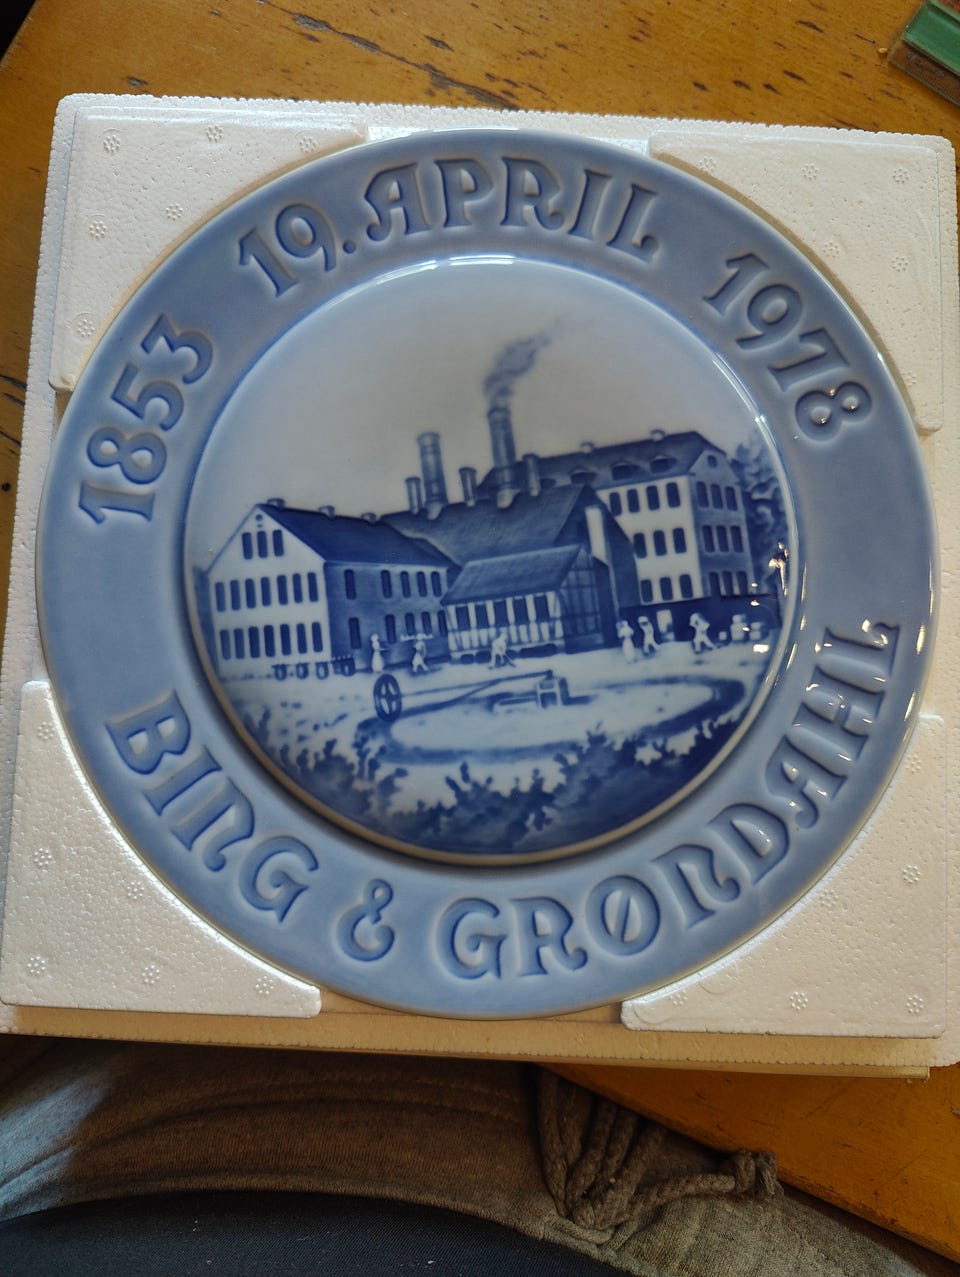 1853 19. APRIL 1978
BING & GRØNDAHL